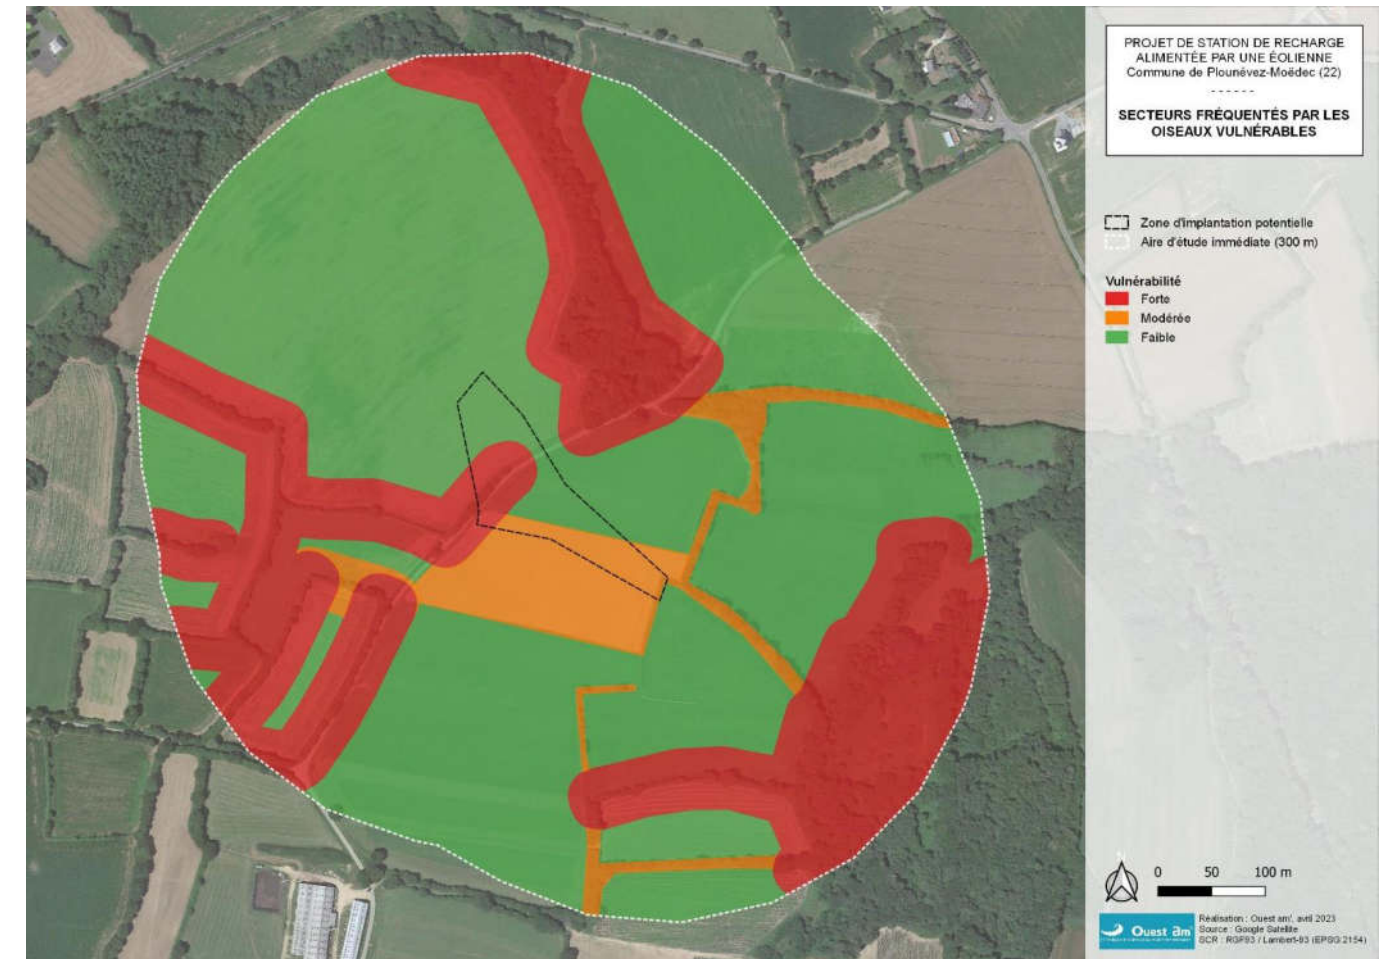 PROJET DE STATION DE RECHARGE
ALIMENTÉE PAR UNE ÉOLIENNE
Commune de Plounévez-Moëdec (22)
------
SECTEURS FRÉQUENTÉS PAR LES
OISEAUX VULNÉRABLES
Zone d'implantation potentielle
Aire d'étude immédiate (300 m)
Vulnérabilité
Forte
Modérée
Faible
0 50 100 m
Ouest am'
Réalisation : Ouest am', avril 2023
Source : Google Satellite
SCR : RGF93 / Lambert-93 (EPSG:2154)